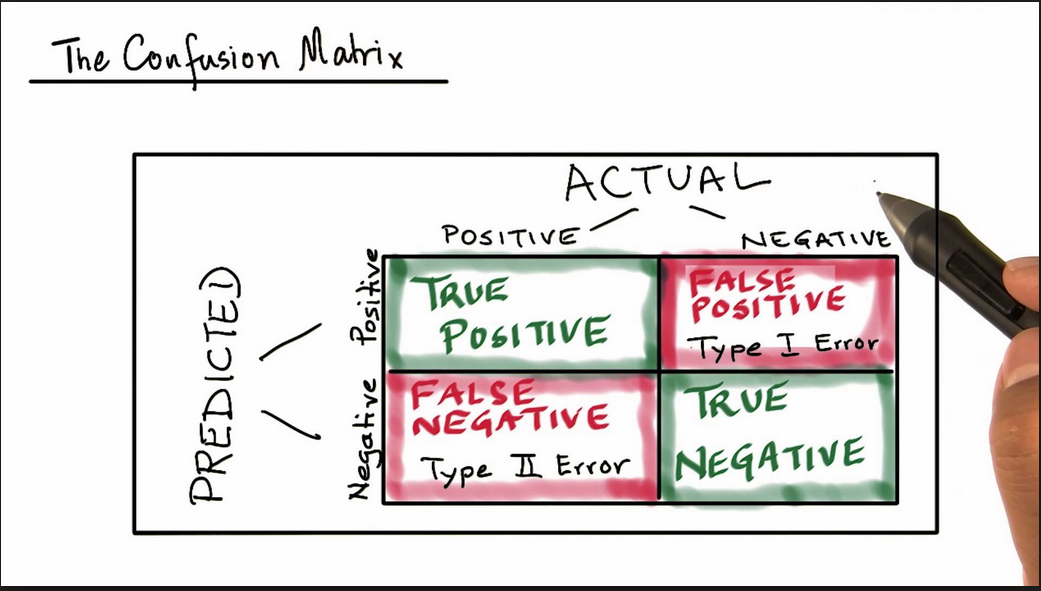 The Confusion Matrix
ACTUAL
POSITIVE
NEGATIVE
PREDICTED
Positive
TRUE
POSITIVE
FALSE
POSITIVE
Type I Error
Negative
FALSE
NEGATIVE
Type II Error
TRUE
NEGATIVE